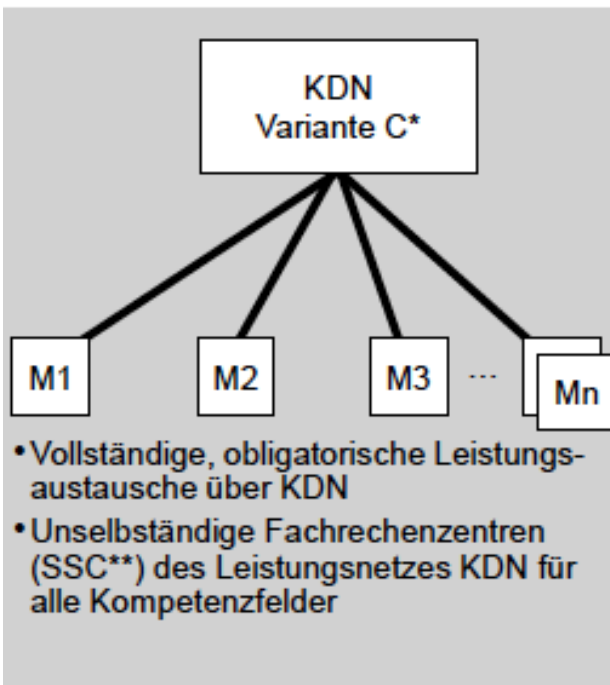 KDN
Variante C*
M1
M2
M3
...
Mn
•Vollständige, obligatorische Leistungs-
austausche über KDN
•Unselbständige Fachrechenzentren
(SSC**) des Leistungsnetzes KDN für
alle Kompetenzfelder